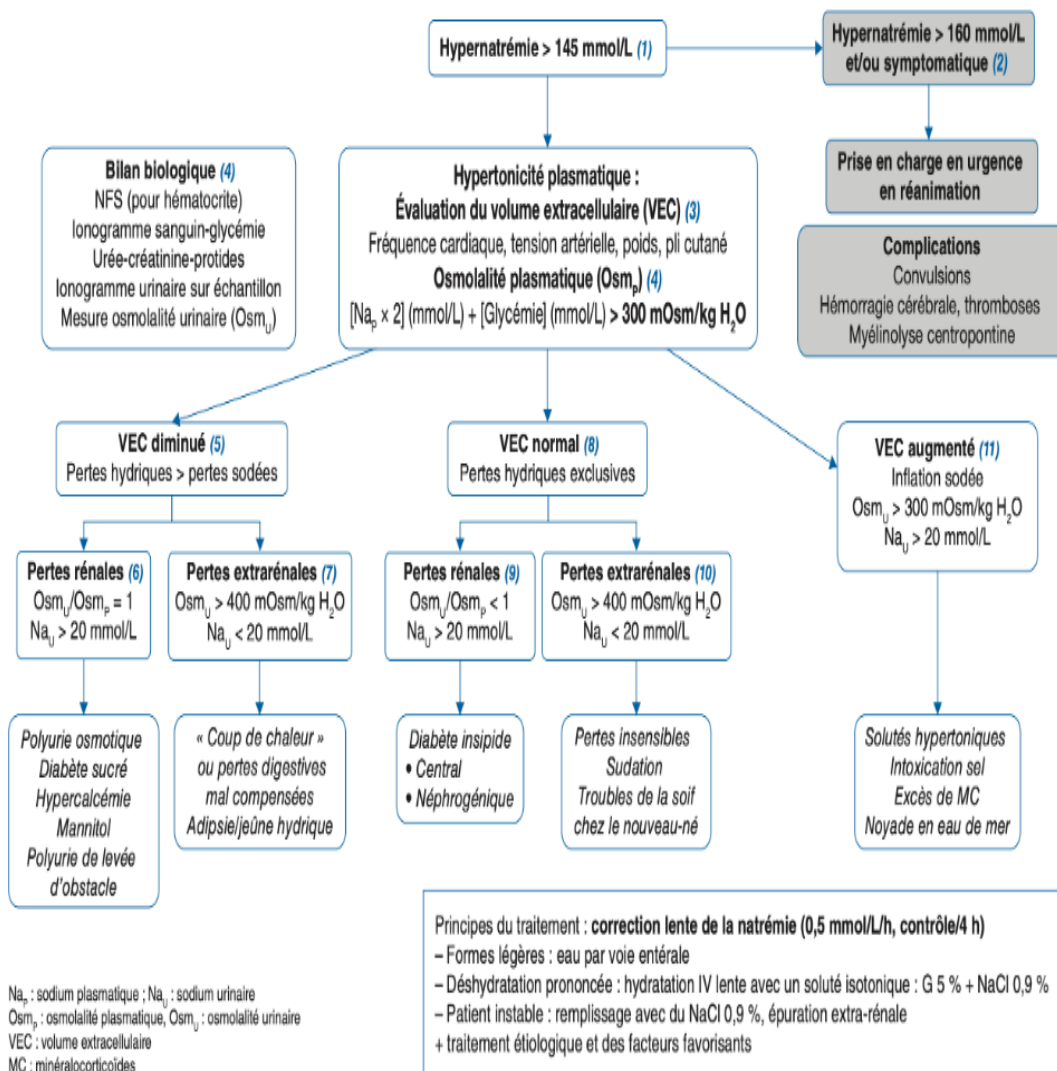 Hypernatrémie > 145 mmol/L (1)
Hypernatrémie > 160 mmol/L
et/ou symptomatique (2)
Prise en charge en urgence
en réanimation
Complications
Convulsions
Hémorragie cérébrale, thromboses
Myélinolyse centropontine
Bilan biologique (4)
NFS (pour hématocrite)
Ionogramme sanguin-glycémie
Urée-créatinine-protides
Ionogramme urinaire sur échantillon
Mesure osmolalité urinaire (Osm_U)
Hypertonicité plasmatique :
Évaluation du volume extracellulaire (VEC) (3)
Fréquence cardiaque, tension artérielle, poids, pli cutané
Osmolalité plasmatique (Osm_P) (4)
[Na_P × 2] (mmol/L) + [Glycémie] (mmol/L) > 300 mOsm/kg H₂O
VEC diminué (5)
Pertes hydriques > pertes sodées
VEC normal (8)
Pertes hydriques exclusives
VEC augmenté (11)
Inflation sodée
Osm_U > 300 mOsm/kg H₂O
Na_U > 20 mmol/L
Pertes rénales (6)
Osm_U/Osm_P = 1
Na_U > 20 mmol/L
Pertes extrarénales (7)
Osm_U > 400 mOsm/kg H₂O
Na_U < 20 mmol/L
Pertes rénales (9)
Osm_U/Osm_P < 1
Na_U > 20 mmol/L
Pertes extrarénales (10)
Osm_U > 400 mOsm/kg H₂O
Na_U < 20 mmol/L
Polyurie osmotique
Diabète sucré
Hypercalcémie
Mannitol
Polyurie de levée
d'obstacle
« Coup de chaleur »
ou pertes digestives
mal compensées
Adipsie/jeûne hydrique
Diabète insipide
• Central
• Néphrogénique
Pertes insensibles
Sudation
Troubles de la soif
chez le nouveau-né
Solutés hypertoniques
Intoxication sel
Excès de MC
Noyade en eau de mer
Principes du traitement : correction lente de la natrémie (0,5 mmol/L/h, contrôle/4 h)
– Formes légères : eau par voie entérale
– Déshydratation prononcée : hydratation IV lente avec un soluté isotonique : G 5 % + NaCl 0,9 %
– Patient instable : remplissage avec du NaCl 0,9 %, épuration extra-rénale
+ traitement étiologique et des facteurs favorisants
Na_P : sodium plasmatique ; Na_U : sodium urinaire
Osm_P : osmolalité plasmatique, Osm_U : osmolalité urinaire
VEC : volume extracellulaire
MC : minéralocorticoïdes